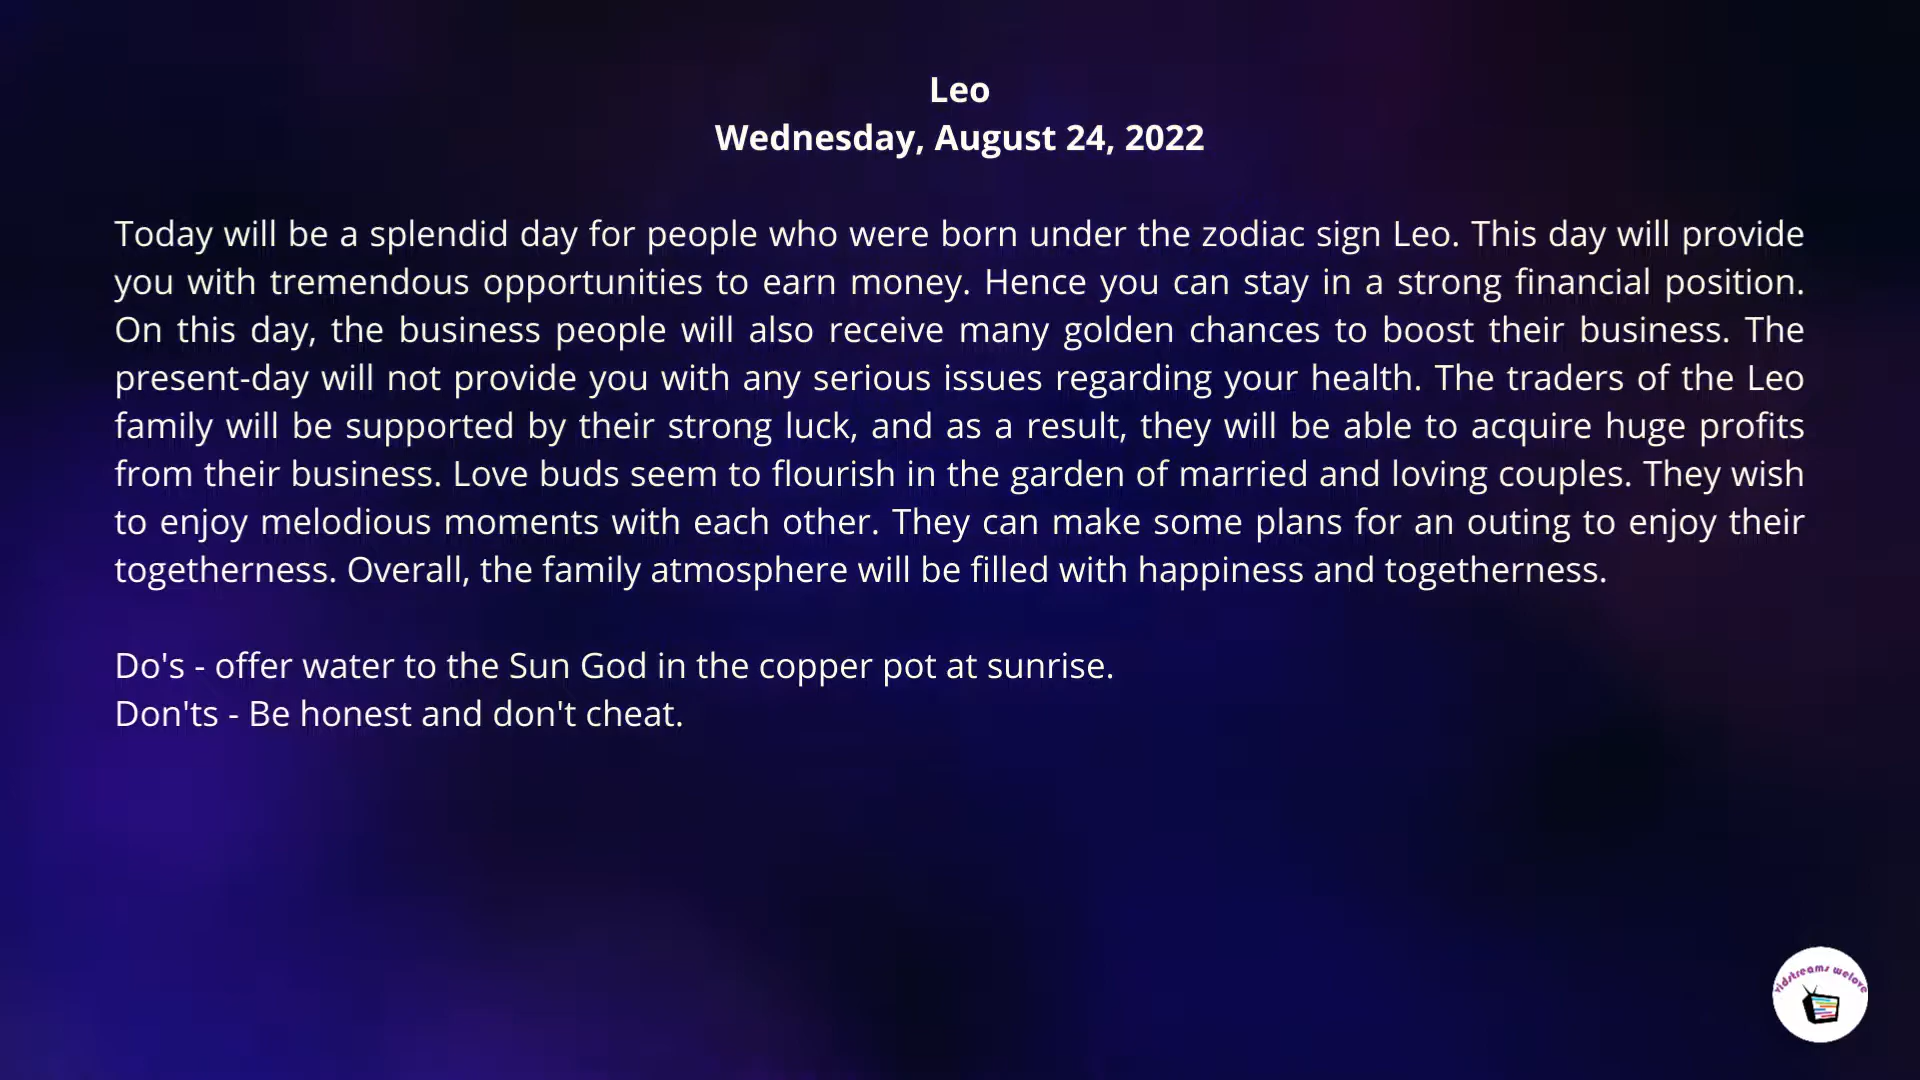 Leo
Wednesday, August 24, 2022
Today will be a splendid day for people who were born under the zodiac sign Leo. This day will provide
you with tremendous opportunities to earn money. Hence you can stay in a strong financial position.
On this day, the business people will also receive many golden chances to boost their business. The
present-day will not provide you with any serious issues regarding your health. The traders of the Leo
family will be supported by their strong luck, and as a result, they will be able to acquire huge profits
from their business. Love buds seem to flourish in the garden of married and loving couples. They wish
to enjoy melodious moments with each other. They can make some plans for an outing to enjoy their
togetherness. Overall, the family atmosphere will be filled with happiness and togetherness.
Do's - offer water to the Sun God in the copper pot at sunrise.
Don'ts - Be honest and don't cheat.
vidstreams welove